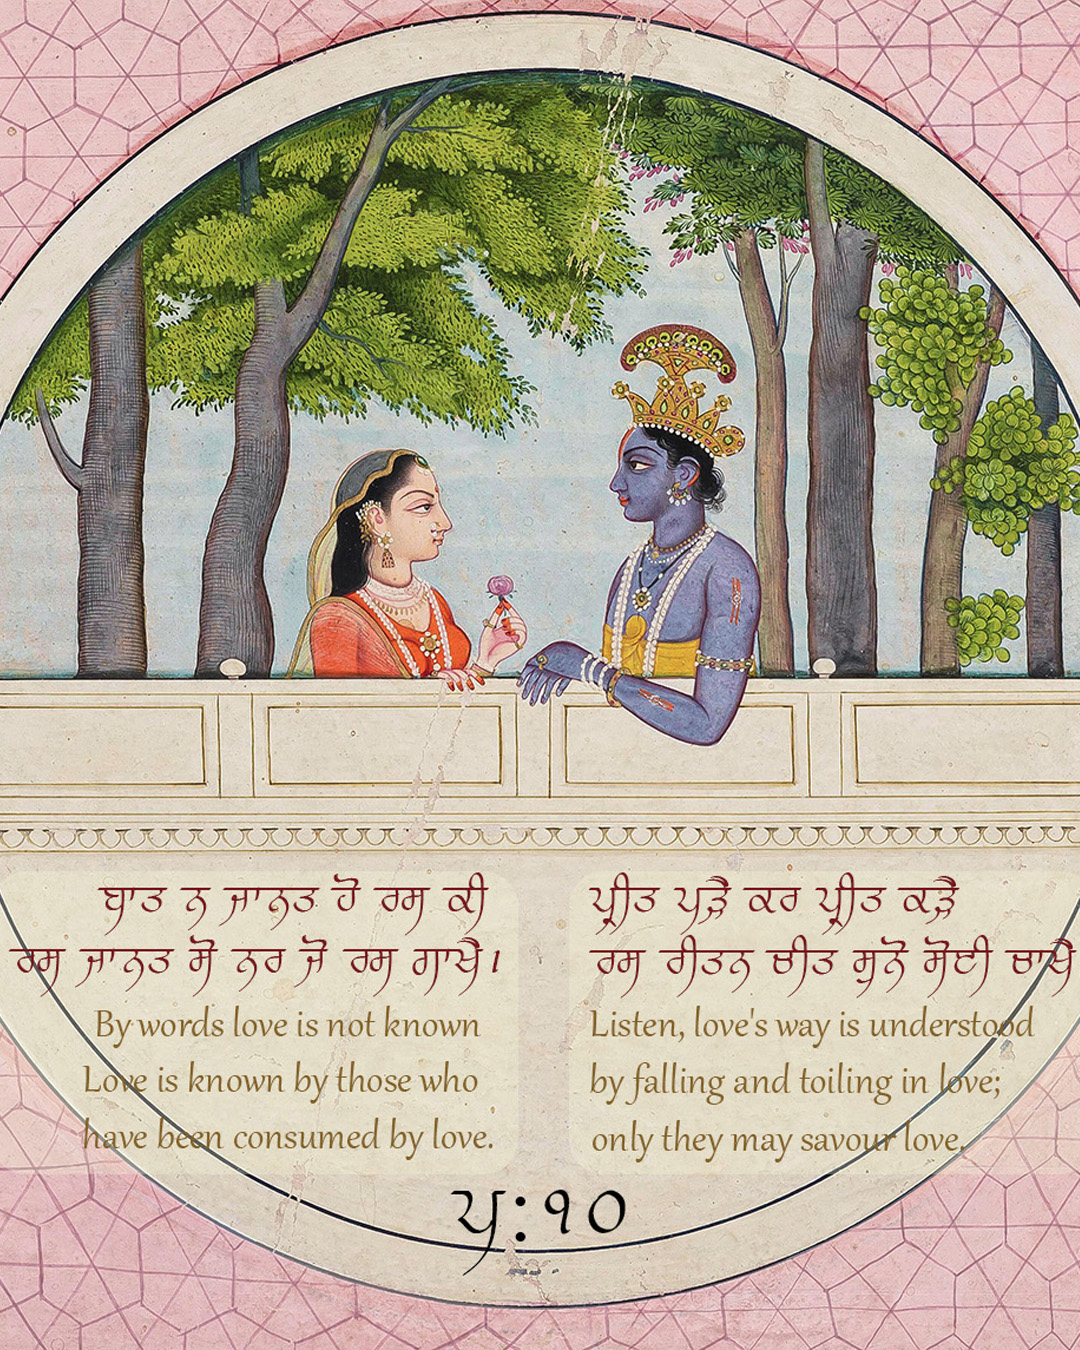 ਬਾਤ ਨ ਜਾਨਤ ਹੋ ਰਸ ਕੀ
ਰਸ ਜਾਨਤ ਸੋ ਨਰ ਜੋ ਰਸ ਗਾਖੈ।
By words love is not known
Love is known by those who
have been consumed by love.
ਪ੍ਰੀਤ ਪੜੈ ਕਰ ਪ੍ਰੀਤ ਕੜੈ
ਰਸ ਰੀਤਨ ਚੀਤ ਸੁਨੋ ਸੋਈ ਚਾਖੈ
Listen, love's way is understood
by falling and toiling in love;
only they may savour love.
ਪ:੧੦